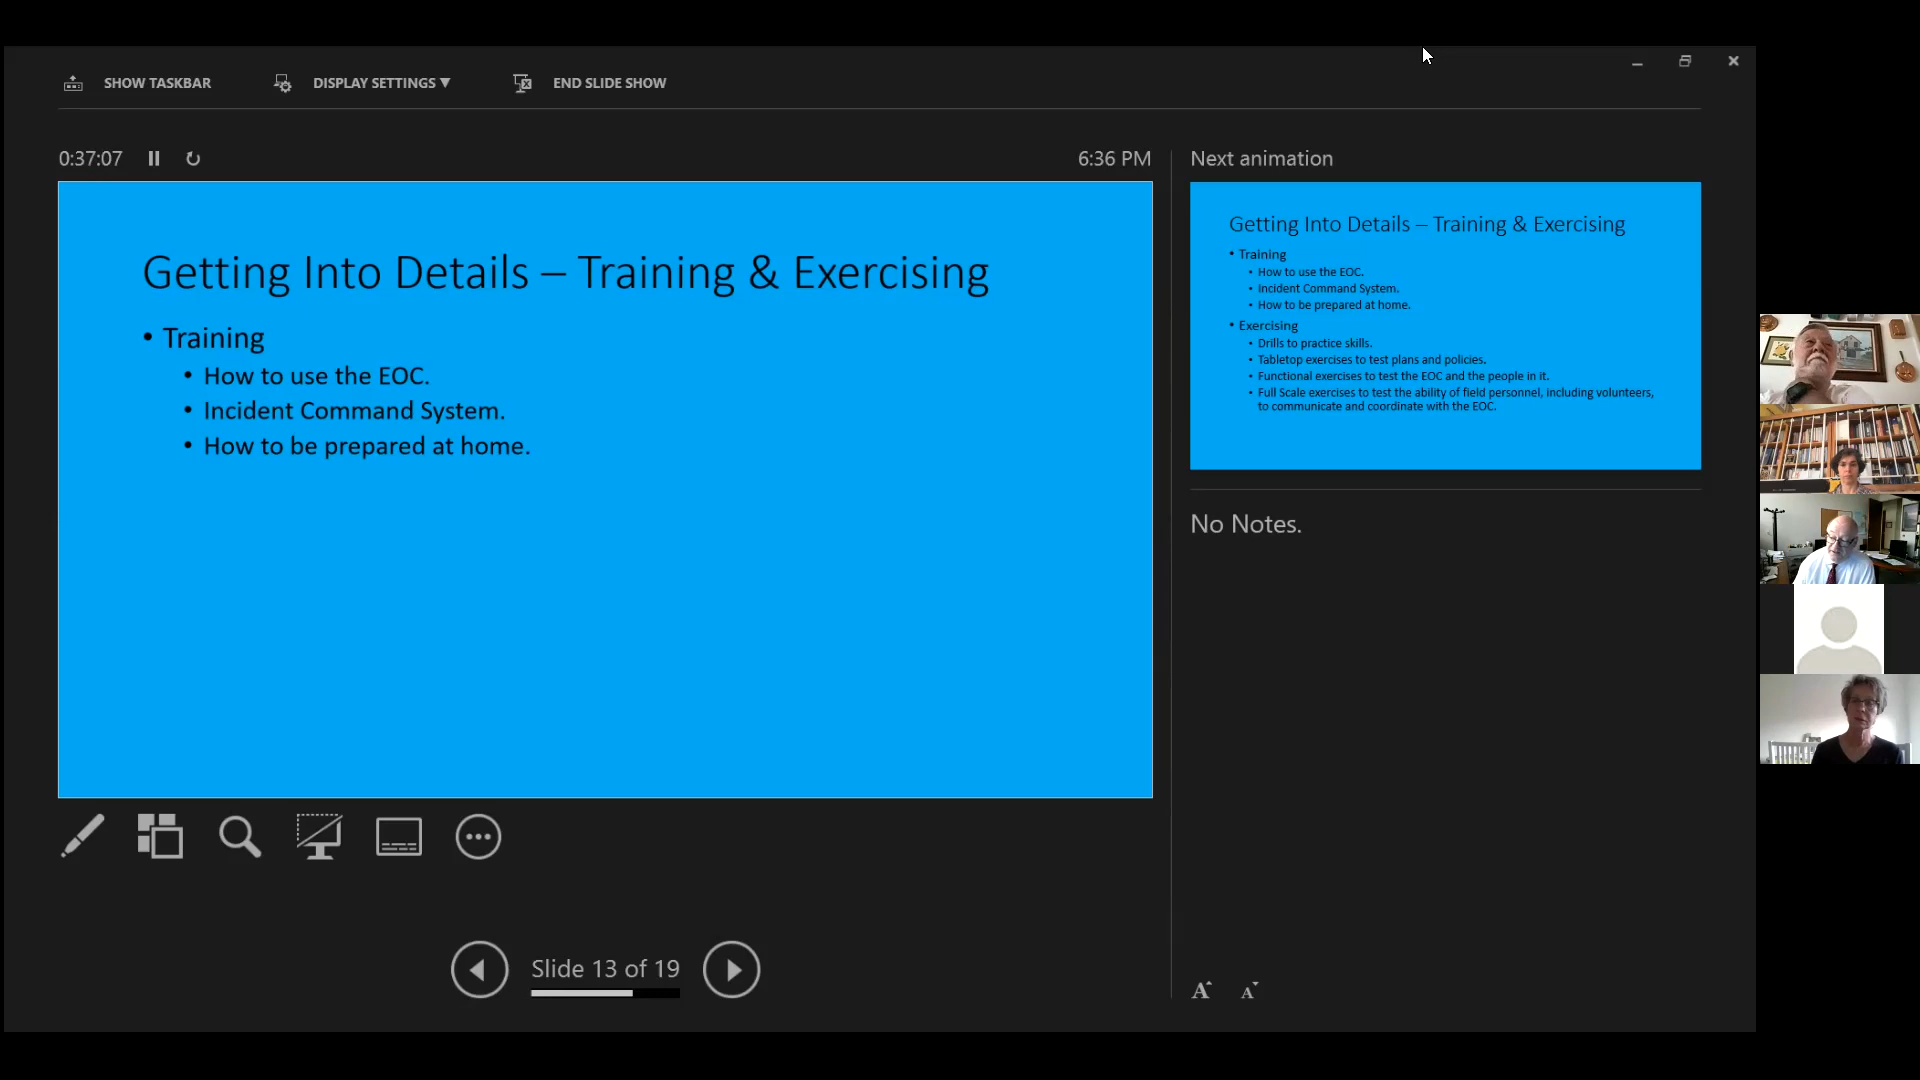 SHOW TASKBAR
DISPLAY SETTINGS ▼
END SLIDE SHOW
0:37:07
6:36 PM
Getting Into Details – Training & Exercising
• Training
• How to use the EOC.
• Incident Command System.
• How to be prepared at home.
Slide 13 of 19
Next animation
Getting Into Details – Training & Exercising
• Training
• How to use the EOC.
• Incident Command System.
• How to be prepared at home.
• Exercising
• Drills to practice skills.
• Tabletop exercises to test plans and policies.
• Functional exercises to test the EOC and the people in it.
• Full Scale exercises to test the ability of field personnel, including volunteers,
to communicate and coordinate with the EOC.
No Notes.
A A